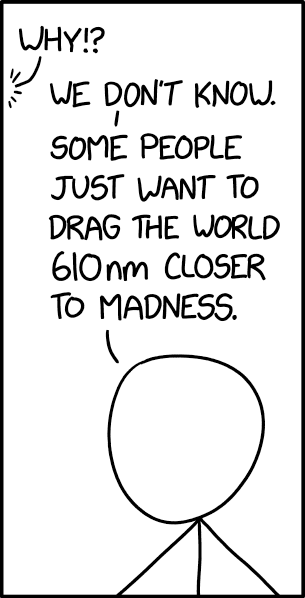 WHY!?
WE DON'T KNOW.
SOME PEOPLE
JUST WANT TO
DRAG THE WORLD
610nm CLOSER
TO MADNESS.